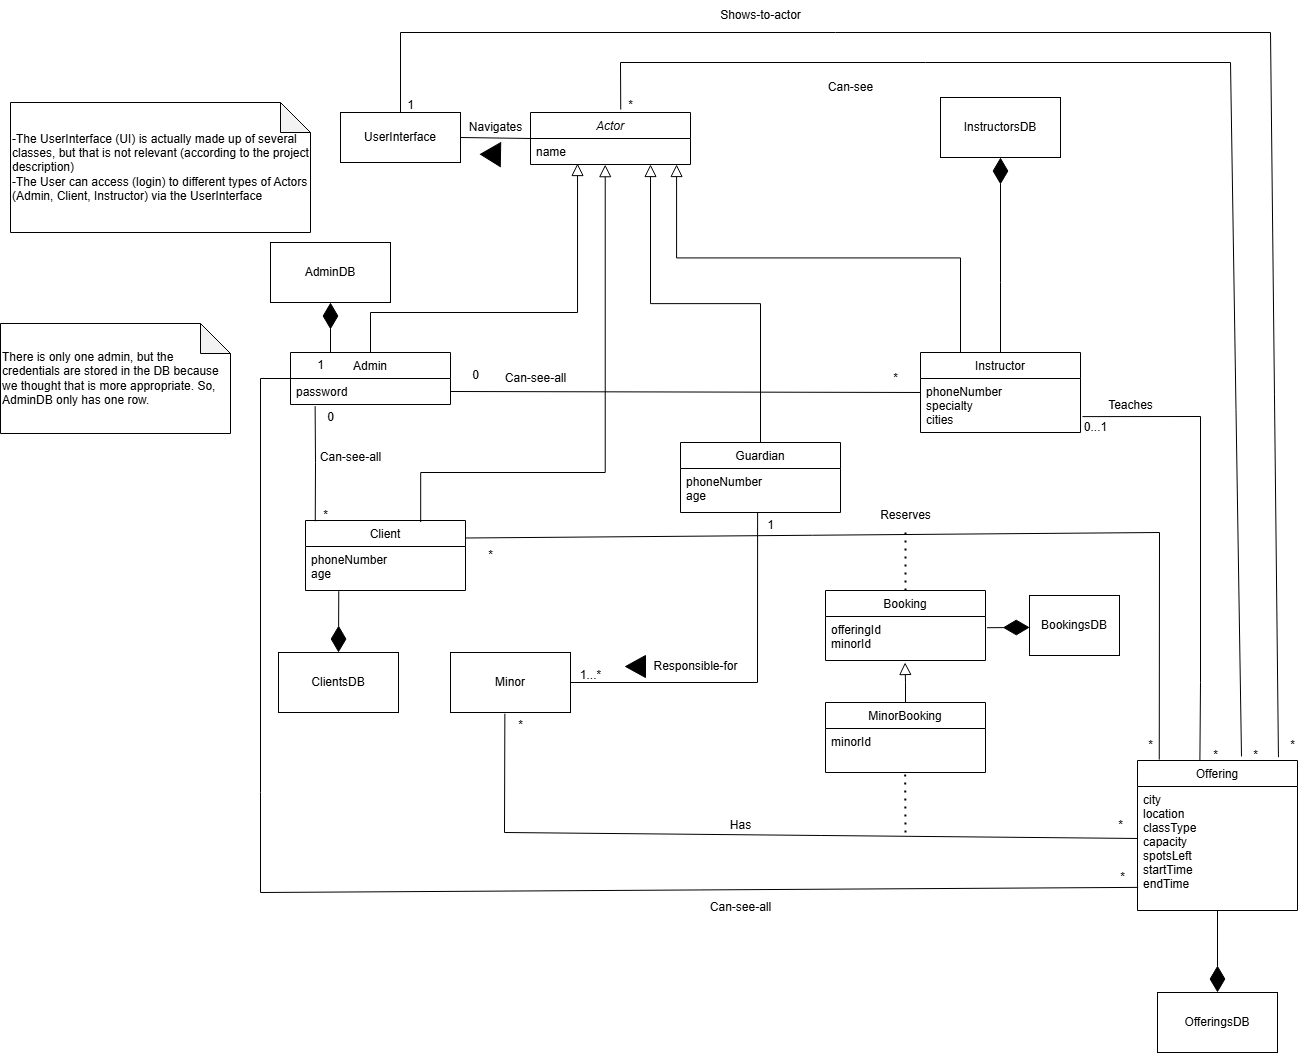 Shows-to-actor
Can-see
1
*
UserInterface
Navigates
Actor
name
InstructorsDB
-The UserInterface (UI) is actually made up of several
classes, but that is not relevant (according to the project
description)
-The User can access (login) to different types of Actors
(Admin, Client, Instructor) via the UserInterface
AdminDB
There is only one admin, but the
credentials are stored in the DB because
we thought that is more appropriate. So,
AdminDB only has one row.
1
Admin
password
0
Can-see-all
*
Instructor
phoneNumber
specialty
cities
Teaches
0...1
0
Can-see-all
*
Guardian
phoneNumber
age
1
Client
phoneNumber
age
*
Reserves
Booking
offeringId
minorId
BookingsDB
ClientsDB
Minor
1...*
Responsible-for
*
MinorBooking
minorId
*
*
*
*
Offering
city
location
classType
capacity
spotsLeft
startTime
endTime
Has
*
*
Can-see-all
OfferingsDB